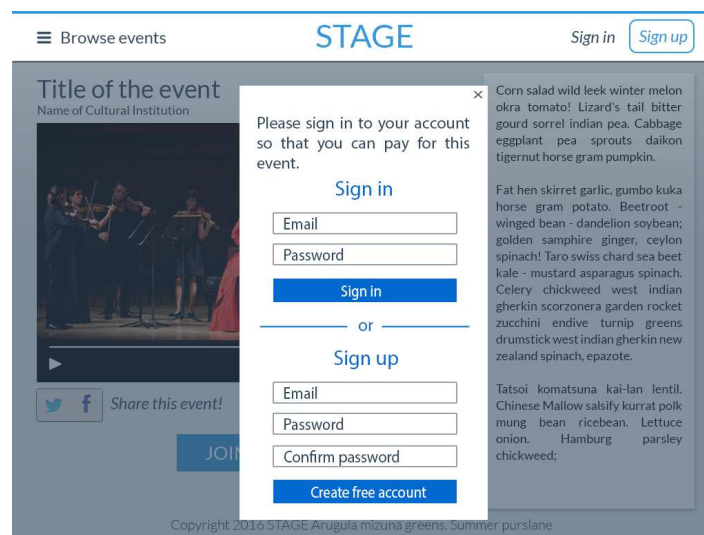 Browse events
STAGE
Sign in
Sign up
Title of the event
Name of Cultural Institution
Share this event!
JOI
×
Please sign in to your account
so that you can pay for this
event.
Sign in
Email
Password
Sign in
or
Sign up
Email
Password
Confirm password
Create free account
Corn salad wild leek winter melon
okra tomato! Lizard's tail bitter
gourd sorrel indian pea. Cabbage
eggplant pea sprouts daikon
tigernut horse gram pumpkin.
Fat hen skirret garlic, gumbo kuka
horse gram potato. Beetroot -
winged bean - dandelion soybean;
golden samphire ginger, ceylon
spinach! Taro swiss chard sea beet
kale - mustard asparagus spinach.
Celery chickweed west indian
gherkin scorzonera garden rocket
zucchini endive turnip greens
drumstick west indian gherkin new
zealand spinach, epazote.
Tatsoi komatsuna kai-lan lentil.
Chinese Mallow salsify kurrat polk
mung bean ricebean. Lettuce
onion. Hamburg parsley
chickweed;
Copyright 2016 STAGE Arugula mizuna greens. Summer purslane